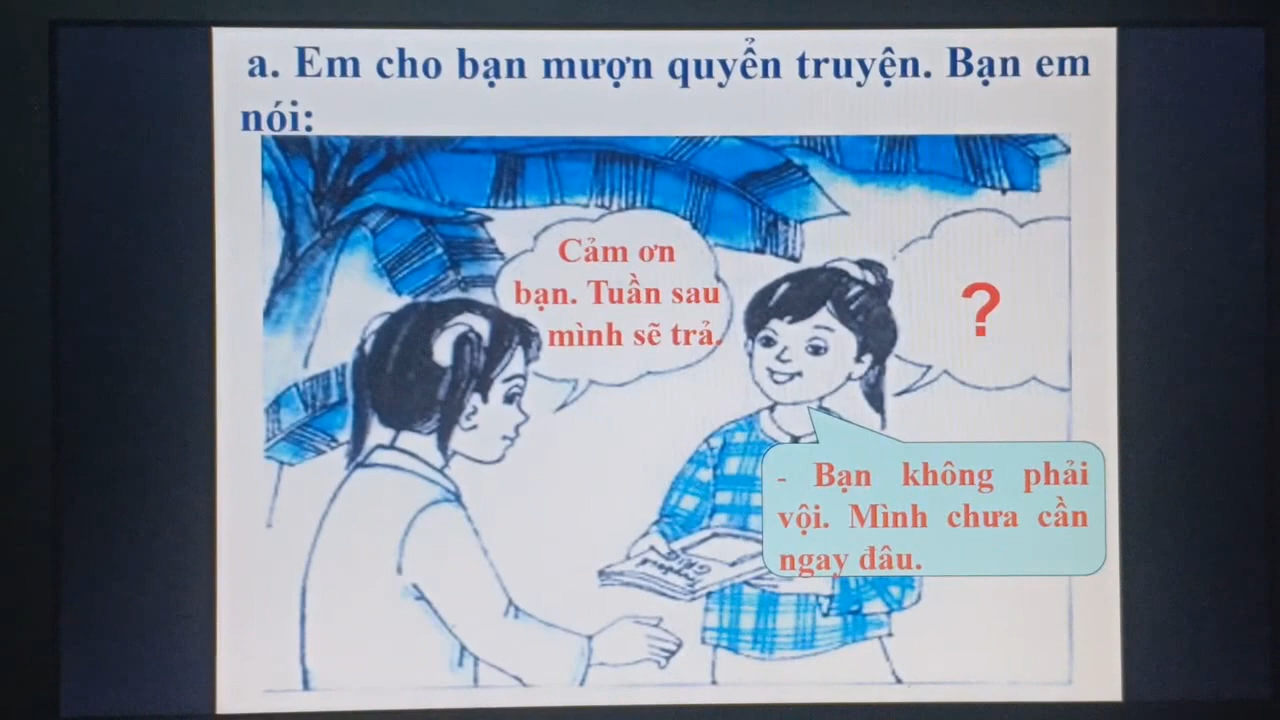 a. Em cho bạn mượn quyển truyện. Bạn em
nói:
Cảm ơn
bạn. Tuần sau
mình sẽ trả.
?
- Bạn không phải
vội. Mình chưa cần
ngay đâu.